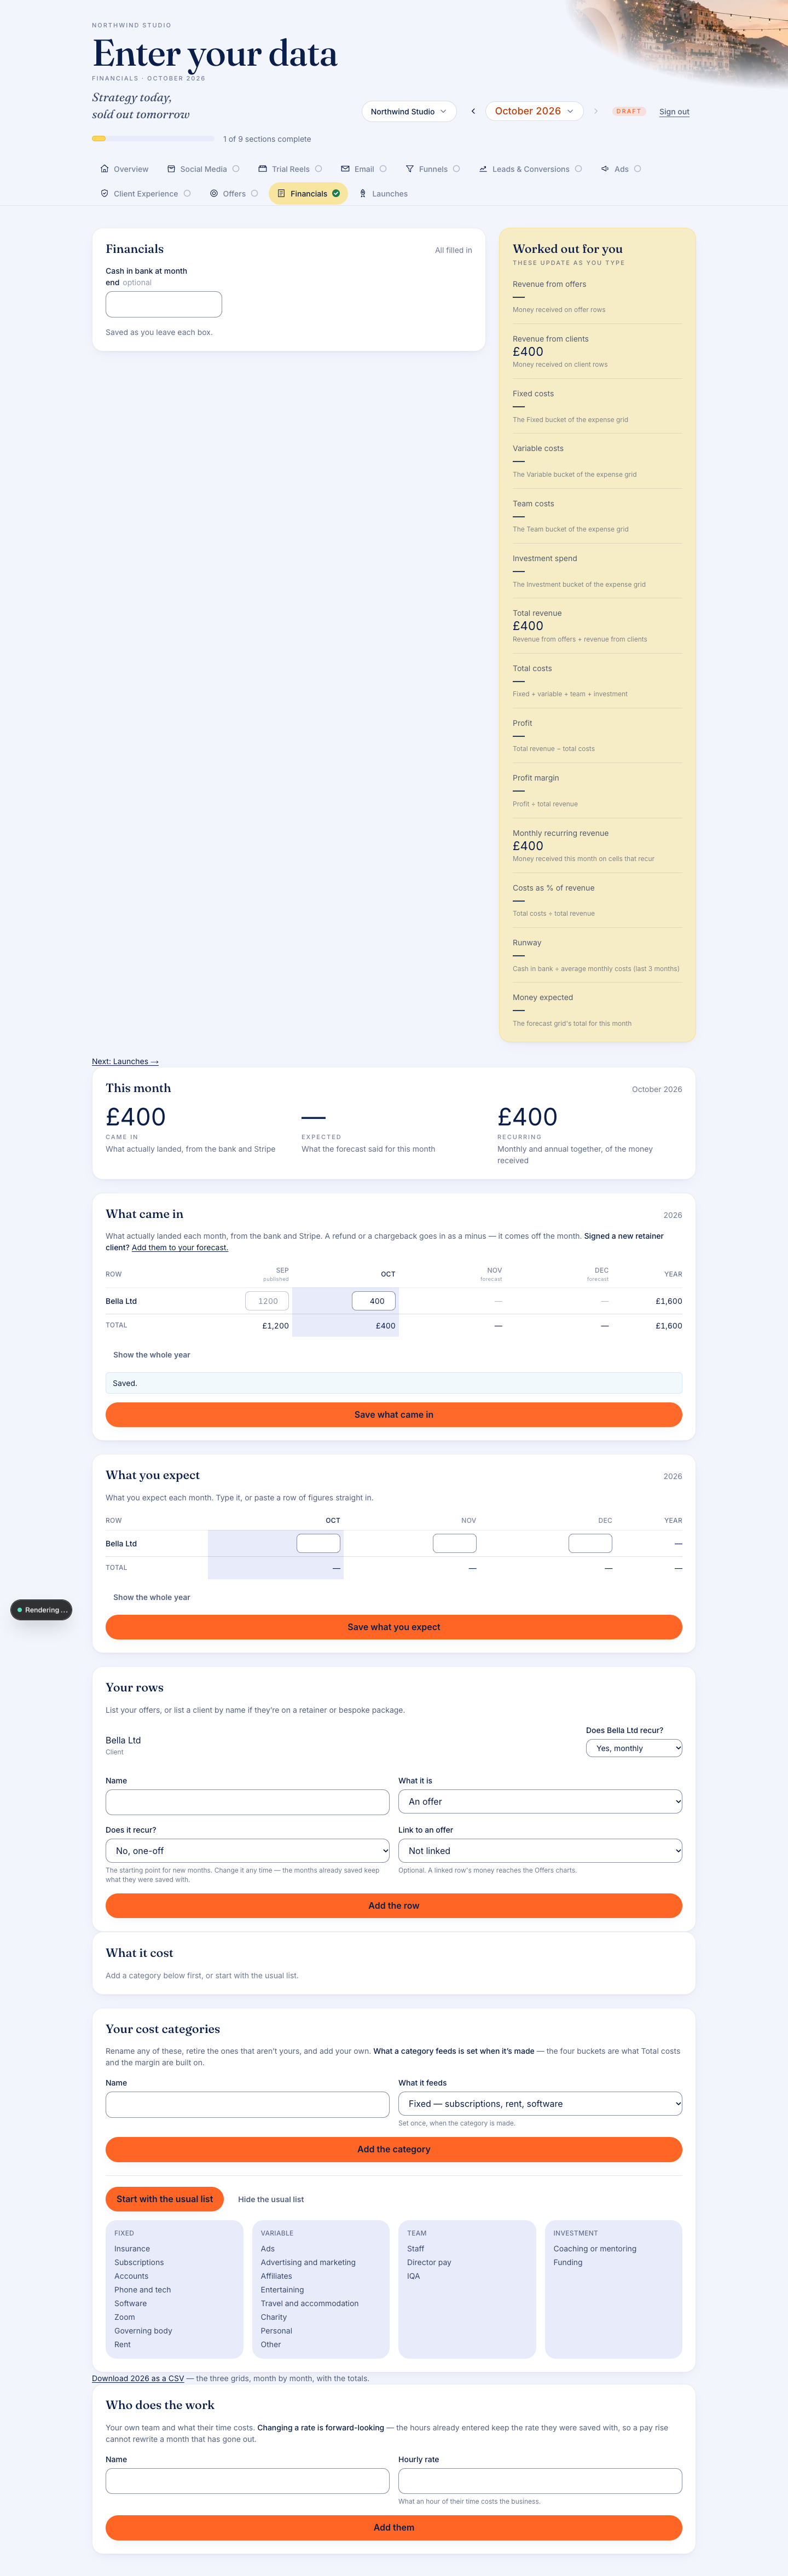 NORTHWIND STUDIO
Enter your data
FINANCIALS · OCTOBER 2026
Strategy today,
sold out tomorrow
Northwind Studio
October 2026
DRAFT
Sign out
1 of 9 sections complete
Overview
Social Media
Trial Reels
Email
Funnels
Leads & Conversions
Ads
Client Experience
Offers
Financials
Launches
Financials
All filled in
Cash in bank at month
end optional
Saved as you leave each box.
Worked out for you
THESE UPDATE AS YOU TYPE
Revenue from offers
—
Money received on offer rows
Revenue from clients
£400
Money received on client rows
Fixed costs
—
The Fixed bucket of the expense grid
Variable costs
—
The Variable bucket of the expense grid
Team costs
—
The Team bucket of the expense grid
Investment spend
—
The Investment bucket of the expense grid
Total revenue
£400
Revenue from offers + revenue from clients
Total costs
—
Fixed + variable + team + investment
Profit
—
Total revenue − total costs
Profit margin
—
Profit ÷ total revenue
Monthly recurring revenue
£400
Money received this month on cells that recur
Costs as % of revenue
—
Total costs ÷ total revenue
Runway
—
Cash in bank ÷ average monthly costs (last 3 months)
Money expected
—
The forecast grid's total for this month
Next: Launches →
This month
October 2026
£400
CAME IN
What actually landed, from the bank and Stripe
—
EXPECTED
What the forecast said for this month
£400
RECURRING
Monthly and annual together, of the money
received
What came in
2026
What actually landed each month, from the bank and Stripe. A refund or a chargeback goes in as a minus — it comes off the month. Signed a new retainer
client? Add them to your forecast.
ROW SEP OCT NOV DEC YEAR
published forecast forecast
Bella Ltd 1200 400 — — £1,600
TOTAL £1,200 £400 — — £1,600
Show the whole year
Saved.
Save what came in
What you expect
2026
What you expect each month. Type it, or paste a row of figures straight in.
ROW OCT NOV DEC YEAR
Bella Ltd —
TOTAL — — — —
Show the whole year
Rendering ...
Save what you expect
Your rows
List your offers, or list a client by name if they're on a retainer or bespoke package.
Bella Ltd
Client
Does Bella Ltd recur?
Yes, monthly
Name
What it is
An offer
Does it recur?
Link to an offer
No, one-off
Not linked
The starting point for new months. Change it any time — the months already saved keep
what they were saved with.
Optional. A linked row's money reaches the Offers charts.
Add the row
What it cost
Add a category below first, or start with the usual list.
Your cost categories
Rename any of these, retire the ones that aren't yours, and add your own. What a category feeds is set when it's made — the four buckets are what Total costs
and the margin are built on.
Name
What it feeds
Fixed — subscriptions, rent, software
Set once, when the category is made.
Add the category
Start with the usual list
Hide the usual list
FIXED
Insurance
Subscriptions
Accounts
Phone and tech
Software
Zoom
Governing body
Rent
VARIABLE
Ads
Advertising and marketing
Affiliates
Entertaining
Travel and accommodation
Charity
Personal
Other
TEAM
Staff
Director pay
IQA
INVESTMENT
Coaching or mentoring
Funding
Download 2026 as a CSV — the three grids, month by month, with the totals.
Who does the work
Your own team and what their time costs. Changing a rate is forward-looking — the hours already entered keep the rate they were saved with, so a pay rise
cannot rewrite a month that has gone out.
Name
Hourly rate
What an hour of their time costs the business.
Add them